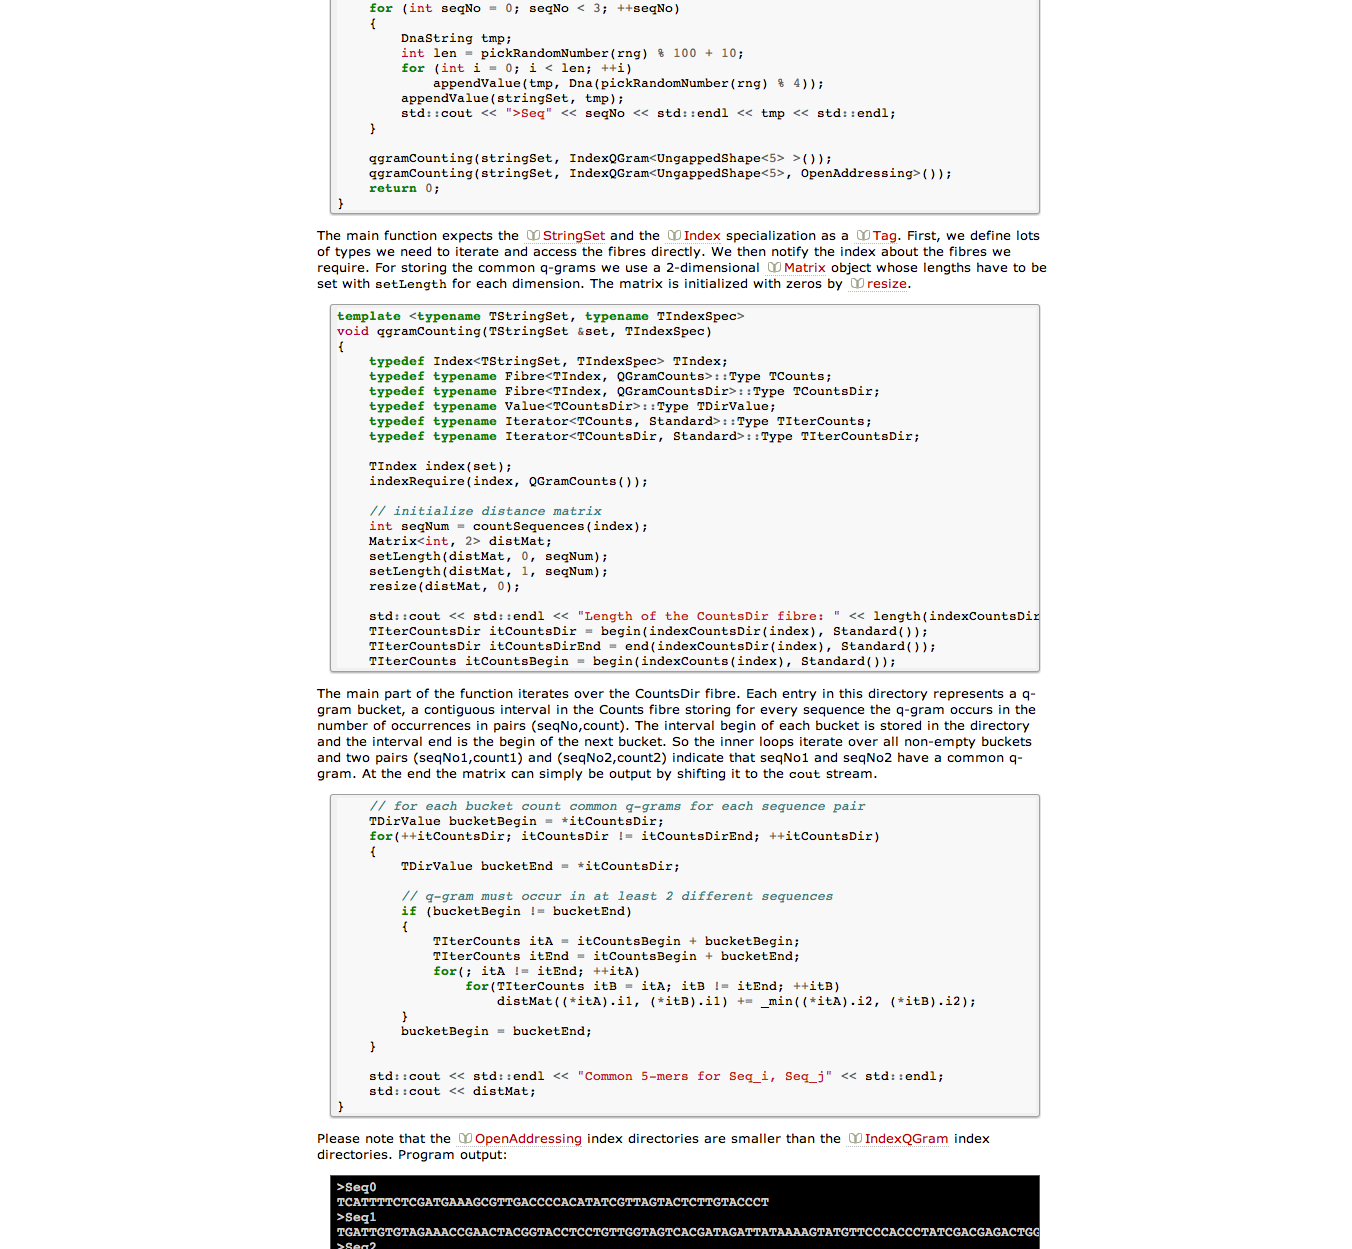 for (int seqNo = 0; seqNo < 3; ++seqNo)
{
DnaString tmp;
int len = pickRandomNumber(rng) % 100 + 10;
for (int i = 0; i < len; ++i)
appendValue(tmp, Dna(pickRandomNumber(rng) % 4));
appendValue(stringSet, tmp);
std::cout << ">Seq" << seqNo << std::endl << tmp << std::endl;
}
qgramCounting(stringSet, IndexQGram<UngappedShape<5> >());
qgramCounting(stringSet, IndexQGram<UngappedShape<5>, OpenAddressing>());
return 0;
}
The main function expects the StringSet and the Index specialization as a Tag. First, we define lots
of types we need to iterate and access the fibres directly. We then notify the index about the fibres we
require. For storing the common q-grams we use a 2-dimensional Matrix object whose lengths have to be
set with setLength for each dimension. The matrix is initialized with zeros by resize.
template <typename TStringSet, typename TIndexSpec>
void qgramCounting(TStringSet &set, TIndexSpec)
{
typedef Index<TStringSet, TIndexSpec> TIndex;
typedef typename Fibre<TIndex, QGramCounts>::Type TCounts;
typedef typename Fibre<TIndex, QGramCountsDir>::Type TCountsDir;
typedef typename Value<TCountsDir>::Type TDirValue;
typedef typename Iterator<TCounts, Standard>::Type TIterCounts;
typedef typename Iterator<TCountsDir, Standard>::Type TIterCountsDir;
TIndex index(set);
indexRequire(index, QGramCounts());
// initialize distance matrix
int seqNum = countSequences(index);
Matrix<int, 2> distMat;
setLength(distMat, 0, seqNum);
setLength(distMat, 1, seqNum);
resize(distMat, 0);
std::cout << std::endl << "Length of the CountsDir fibre: " << length(indexCountsDir
TIterCountsDir itCountsDir = begin(indexCountsDir(index), Standard());
TIterCountsDir itCountsDirEnd = end(indexCountsDir(index), Standard());
TIterCounts itCountsBegin = begin(indexCounts(index), Standard());
The main part of the function iterates over the CountsDir fibre. Each entry in this directory represents a q-
gram bucket, a contiguous interval in the Counts fibre storing for every sequence the q-gram occurs in the
number of occurrences in pairs (seqNo,count). The interval begin of each bucket is stored in the directory
and the interval end is the begin of the next bucket. So the inner loops iterate over all non-empty buckets
and two pairs (seqNo1,count1) and (seqNo2,count2) indicate that seqNo1 and seqNo2 have a common q-
gram. At the end the matrix can simply be output by shifting it to the cout stream.
// for each bucket count common q-grams for each sequence pair
TDirValue bucketBegin = *itCountsDir;
for(++itCountsDir; itCountsDir != itCountsDirEnd; ++itCountsDir)
{
TDirValue bucketEnd = *itCountsDir;
// q-gram must occur in at least 2 different sequences
if (bucketBegin != bucketEnd)
{
TIterCounts itA = itCountsBegin + bucketBegin;
TIterCounts itEnd = itCountsBegin + bucketEnd;
for(; itA != itEnd; ++itA)
for(TIterCounts itB = itA; itB != itEnd; ++itB)
distMat((*itA).i1, (*itB).i1) += _min((*itA).i2, (*itB).i2);
}
bucketBegin = bucketEnd;
}
std::cout << std::endl << "Common 5-mers for Seq_i, Seq_j" << std::endl;
std::cout << distMat;
}
Please note that the OpenAddressing index directories are smaller than the IndexQGram index
directories. Program output:
>Seq0
TCATTTTCTCGATGAAAGCGTTGACCCCACATATCGTTAGTACTCTTGTACCCT
>Seq1
TGATTGTGTAGAAACCGAACTACGGTACCTCCTGTTGGTAGTCACGATAGATTATAAAAGTATGTTCCCACCCTATCGACGAGACTGG
>Seq2